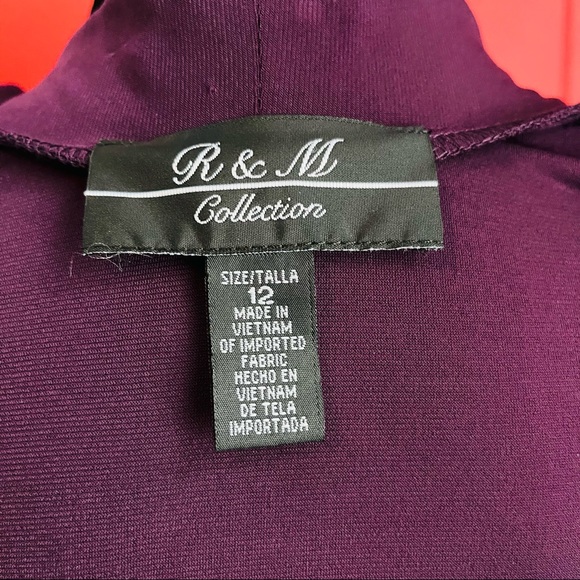 R & M
Collection
SIZE/TALLA
12
MADE IN
VIETNAM
OF IMPORTED
FABRIC
HECHO EN
VIETNAM
DE TELA
IMPORTADA